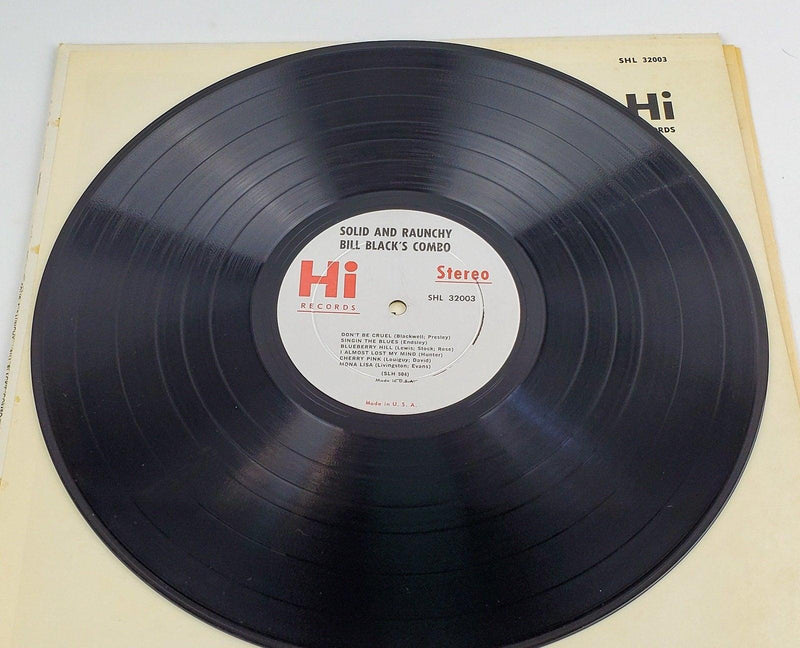 SHL 32003
Hi
RDS
SOLID AND RAUNCHY
BILL BLACK'S COMBO
Hi
RECORDS
Stereo
SHL 32003
DON'T BE CRUEL (Blackwell; Presley)
SINGIN THE BLUES (Endsley)
BLUEBERRY HILL (Lewis; Stock; Rose)
I ALMOST LOST MY MIND (Hunter)
CHERRY PINK (Louiguy; David)
MONA LISA (Livingston; Evans)
(SLH 504)
Made in U.S.A.